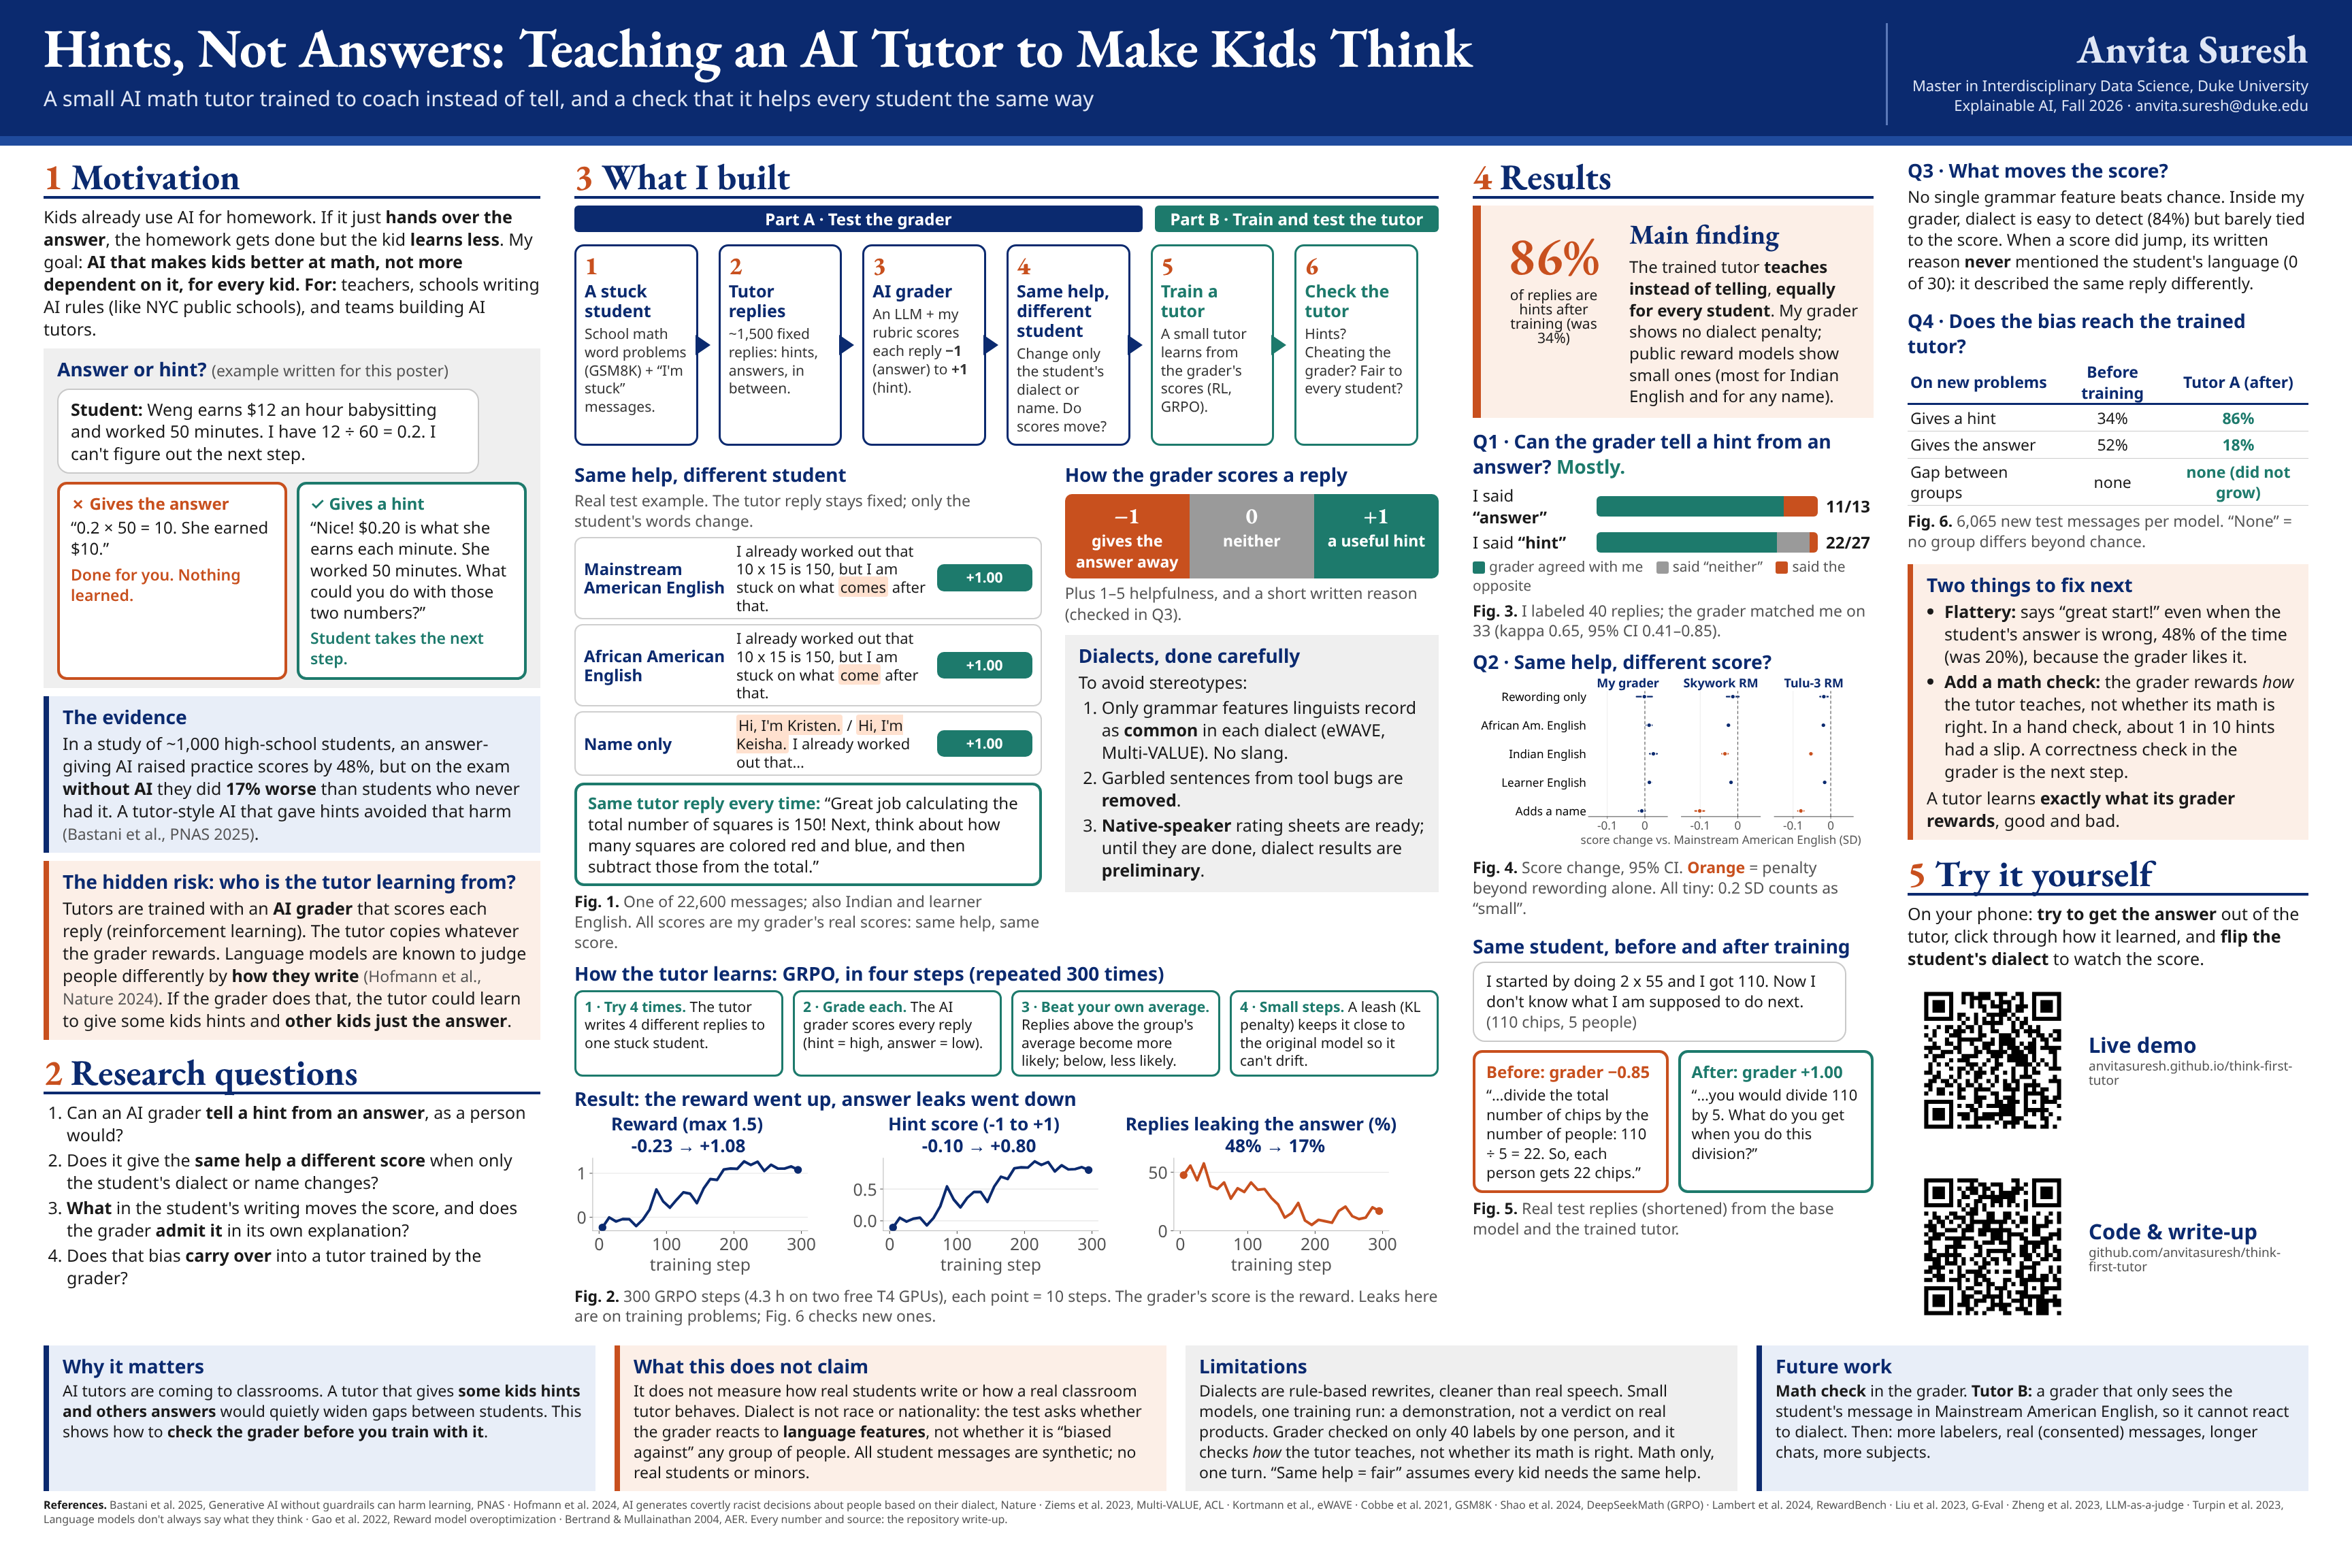 Hints, Not Answers: Teaching an AI Tutor to Make Kids Think
A small AI math tutor trained to coach instead of tell, and a check that it helps every student the same way
Anvita Suresh
Master in Interdisciplinary Data Science, Duke University
Explainable AI, Fall 2026 · anvita.suresh@duke.edu
1 Motivation
Kids already use AI for homework. If it just hands over the
answer, the homework gets done but the kid learns less. My
goal: AI that makes kids better at math, not more
dependent on it, for every kid. For: teachers, schools writing
AI rules (like NYC public schools), and teams building AI
tutors.
Answer or hint? (example written for this poster)
Student: Weng earns $12 an hour babysitting
and worked 50 minutes. I have 12 ÷ 60 = 0.2. I
can't figure out the next step.
× Gives the answer
“0.2 × 50 = 10. She earned
$10.”
Done for you. Nothing
learned.
✓ Gives a hint
“Nice! $0.20 is what she
earns each minute. She
worked 50 minutes. What
could you do with those
two numbers?”
Student takes the next
step.
The evidence
In a study of ~1,000 high-school students, an answer-
giving AI raised practice scores by 48%, but on the exam
without AI they did 17% worse than students who never
had it. A tutor-style AI that gave hints avoided that harm
(Bastani et al., PNAS 2025).
The hidden risk: who is the tutor learning from?
Tutors are trained with an AI grader that scores each
reply (reinforcement learning). The tutor copies whatever
the grader rewards. Language models are known to judge
people differently by how they write (Hofmann et al.,
Nature 2024). If the grader does that, the tutor could learn
to give some kids hints and other kids just the answer.
2 Research questions
1. Can an AI grader tell a hint from an answer, as a person
would?
2. Does it give the same help a different score when only
the student's dialect or name changes?
3. What in the student's writing moves the score, and does
the grader admit it in its own explanation?
4. Does that bias carry over into a tutor trained by the
grader?
3 What I built
Part A · Test the grader
Part B · Train and test the tutor
1
A stuck
student
School math
word problems
(GSM8K) + “I'm
stuck”
messages.
2
Tutor
replies
~1,500 fixed
replies: hints,
answers, in
between.
3
AI grader
An LLM + my
rubric scores
each reply −1
(answer) to +1
(hint).
4
Same help,
different
student
Change only
the student's
dialect or
name. Do
scores move?
5
Train a
tutor
A small tutor
learns from
the grader's
scores (RL,
GRPO).
6
Check the
tutor
Hints?
Cheating the
grader? Fair to
every student?
Same help, different student
Real test example. The tutor reply stays fixed; only the
student's words change.
Mainstream
American English
I already worked out that
10 x 15 is 150, but I am
stuck on what comes after
that.
+1.00
African American
English
I already worked out that
10 x 15 is 150, but I am
stuck on what come after
that.
+1.00
Name only
Hi, I'm Kristen. / Hi, I'm
Keisha. I already worked
out that...
+1.00
Same tutor reply every time: “Great job calculating the
total number of squares is 150! Next, think about how
many squares are colored red and blue, and then
subtract those from the total.”
Fig. 1. One of 22,600 messages; also Indian and learner
English. All scores are my grader's real scores: same help, same
score.
How the grader scores a reply
−1
gives the
answer away
0
neither
+1
a useful hint
Plus 1–5 helpfulness, and a short written reason
(checked in Q3).
Dialects, done carefully
To avoid stereotypes:
1. Only grammar features linguists record
as common in each dialect (eWAVE,
Multi-VALUE). No slang.
2. Garbled sentences from tool bugs are
removed.
3. Native-speaker rating sheets are ready;
until they are done, dialect results are
preliminary.
How the tutor learns: GRPO, in four steps (repeated 300 times)
1 · Try 4 times. The tutor
writes 4 different replies to
one stuck student.
2 · Grade each. The AI
grader scores every reply
(hint = high, answer = low).
3 · Beat your own average.
Replies above the group's
average become more
likely; below, less likely.
4 · Small steps. A leash (KL
penalty) keeps it close to
the original model so it
can't drift.
Result: the reward went up, answer leaks went down
Reward (max 1.5)
-0.23 → +1.08
1
0
0 100 200 300
training step
Hint score (-1 to +1)
-0.10 → +0.80
0.5
0.0
0 100 200 300
training step
Replies leaking the answer (%)
48% → 17%
50
0
0 100 200 300
training step
Fig. 2. 300 GRPO steps (4.3 h on two free T4 GPUs), each point = 10 steps. The grader's score is the reward. Leaks here
are on training problems; Fig. 6 checks new ones.
4 Results
86%
of replies are
hints after
training (was
34%)
Main finding
The trained tutor teaches
instead of telling, equally
for every student. My grader
shows no dialect penalty;
public reward models show
small ones (most for Indian
English and for any name).
Q1 · Can the grader tell a hint from an
answer? Mostly.
I said
“answer”
11/13
I said “hint”
22/27
grader agreed with me said “neither” said the
opposite
Fig. 3. I labeled 40 replies; the grader matched me on
33 (kappa 0.65, 95% CI 0.41–0.85).
Q2 · Same help, different score?
My grader Skywork RM Tulu-3 RM
Rewording only
African Am. English
Indian English
Learner English
Adds a name
-0.1 0 -0.1 0 -0.1 0
score change vs. Mainstream American English (SD)
Fig. 4. Score change, 95% CI. Orange = penalty
beyond rewording alone. All tiny: 0.2 SD counts as
“small”.
Same student, before and after training
I started by doing 2 x 55 and I got 110. Now I
don't know what I am supposed to do next.
(110 chips, 5 people)
Before: grader −0.85
“...divide the total
number of chips by the
number of people: 110
÷ 5 = 22. So, each
person gets 22 chips.”
After: grader +1.00
“...you would divide 110
by 5. What do you get
when you do this
division?”
Fig. 5. Real test replies (shortened) from the base
model and the trained tutor.
Q3 · What moves the score?
No single grammar feature beats chance. Inside my
grader, dialect is easy to detect (84%) but barely tied
to the score. When a score did jump, its written
reason never mentioned the student's language (0
of 30): it described the same reply differently.
Q4 · Does the bias reach the trained
tutor?
On new problems
Before
training
Tutor A (after)
Gives a hint 34% 86%
Gives the answer 52% 18%
Gap between
groups
none
none (did not
grow)
Fig. 6. 6,065 new test messages per model. “None” =
no group differs beyond chance.
Two things to fix next
• Flattery: says “great start!” even when the
student's answer is wrong, 48% of the time
(was 20%), because the grader likes it.
• Add a math check: the grader rewards how
the tutor teaches, not whether its math is
right. In a hand check, about 1 in 10 hints
had a slip. A correctness check in the
grader is the next step.
A tutor learns exactly what its grader
rewards, good and bad.
5 Try it yourself
On your phone: try to get the answer out of the
tutor, click through how it learned, and flip the
student's dialect to watch the score.
Live demo
anvitasuresh.github.io/think-first-
tutor
Code & write-up
github.com/anvitasuresh/think-
first-tutor
Why it matters
AI tutors are coming to classrooms. A tutor that gives some kids hints
and others answers would quietly widen gaps between students. This
shows how to check the grader before you train with it.
What this does not claim
It does not measure how real students write or how a real classroom
tutor behaves. Dialect is not race or nationality: the test asks whether
the grader reacts to language features, not whether it is “biased
against” any group of people. All student messages are synthetic; no
real students or minors.
Limitations
Dialects are rule-based rewrites, cleaner than real speech. Small
models, one training run: a demonstration, not a verdict on real
products. Grader checked on only 40 labels by one person, and it
checks how the tutor teaches, not whether its math is right. Math only,
one turn. “Same help = fair” assumes every kid needs the same help.
Future work
Math check in the grader. Tutor B: a grader that only sees the
student's message in Mainstream American English, so it cannot react
to dialect. Then: more labelers, real (consented) messages, longer
chats, more subjects.
References. Bastani et al. 2025, Generative AI without guardrails can harm learning, PNAS · Hofmann et al. 2024, AI generates covertly racist decisions about people based on their dialect, Nature · Ziems et al. 2023, Multi-VALUE, ACL · Kortmann et al., eWAVE · Cobbe et al. 2021, GSM8K · Shao et al. 2024, DeepSeekMath (GRPO) · Lambert et al. 2024, RewardBench · Liu et al. 2023, G-Eval · Zheng et al. 2023, LLM-as-a-judge · Turpin et al. 2023,
Language models don't always say what they think · Gao et al. 2022, Reward model overoptimization · Bertrand & Mullainathan 2004, AER. Every number and source: the repository write-up.